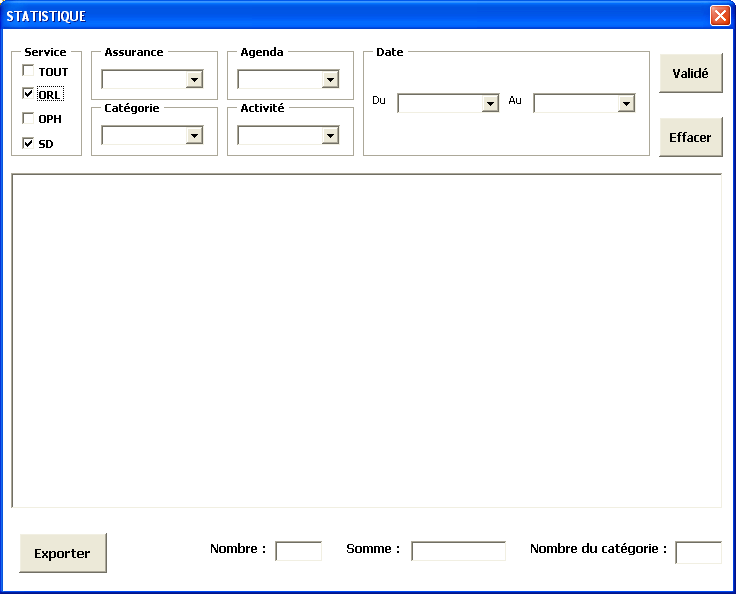 STATISTIQUE
Service
TOUT
ORL
OPH
SD
Assurance
Catégorie
Agenda
Activité
Date
Du
Au
Validé
Effacer
Exporter
Nombre :
Somme :
Nombre du catégorie :